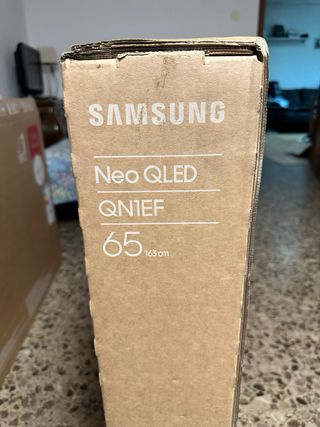 SAMSUNG
Neo QLED
QN1EF
65 163 cm